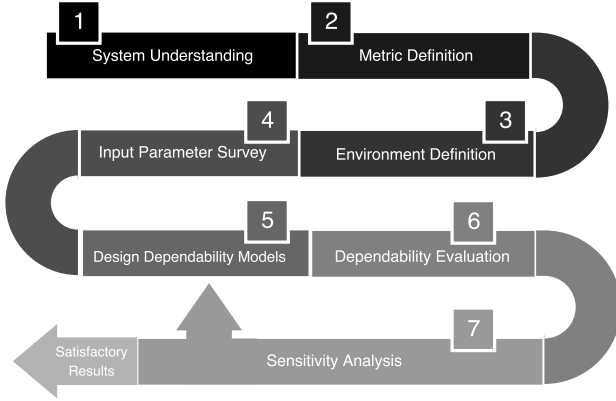 1
System Understanding
2
Metric Definition
3
Environment Definition
4
Input Parameter Survey
5
Design Dependability Models
6
Dependability Evaluation
7
Sensitivity Analysis
Satisfactory
Results